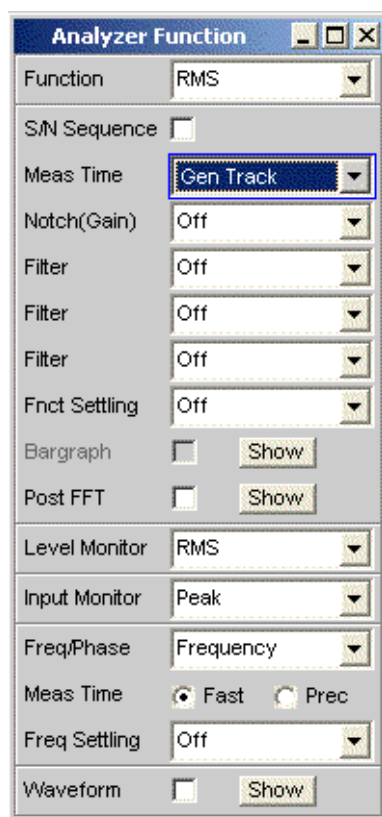 Analyzer Function
Function RMS
S/N Sequence
Meas Time Gen Track
Notch(Gain) Off
Filter Off
Filter Off
Filter Off
Fnct Settling Off
Bargraph Show
Post FFT Show
Level Monitor RMS
Input Monitor Peak
Freq/Phase Frequency
Meas Time Fast Prec
Freq Settling Off
Waveform Show